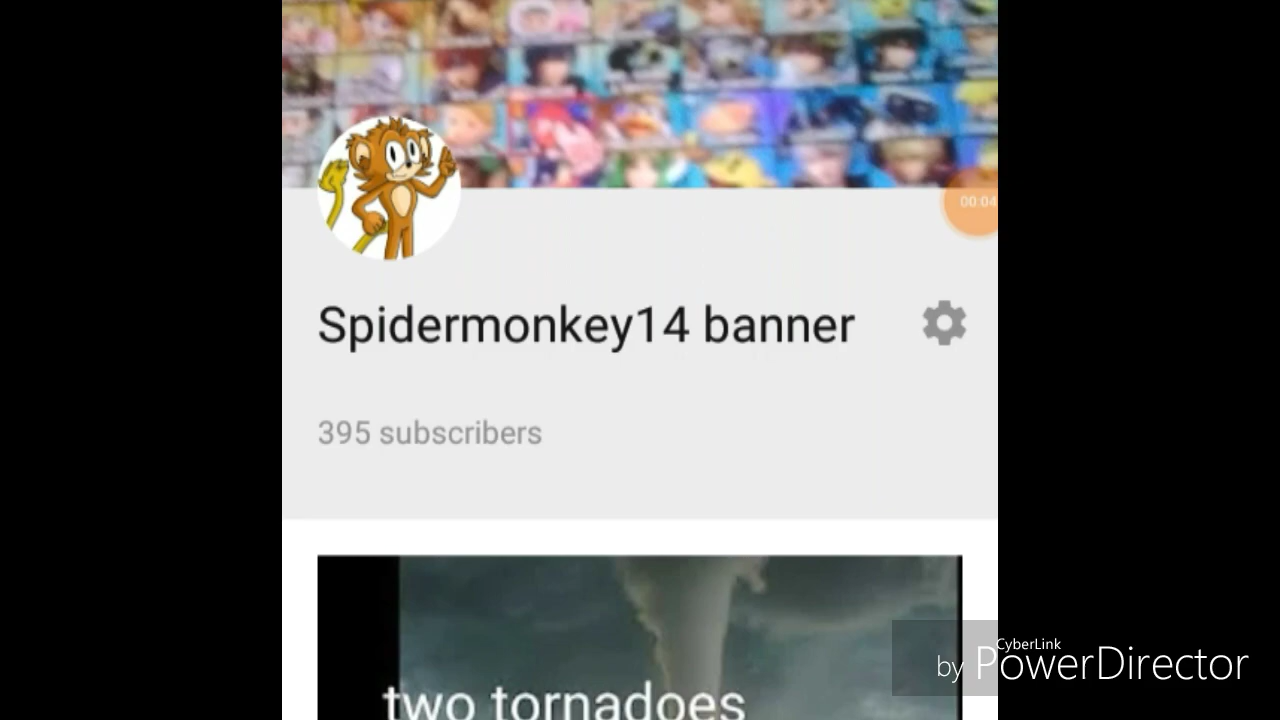 00:04
Spidermonkey14 banner
395 subscribers
two tornadoes
CyberLink
by PowerDirector